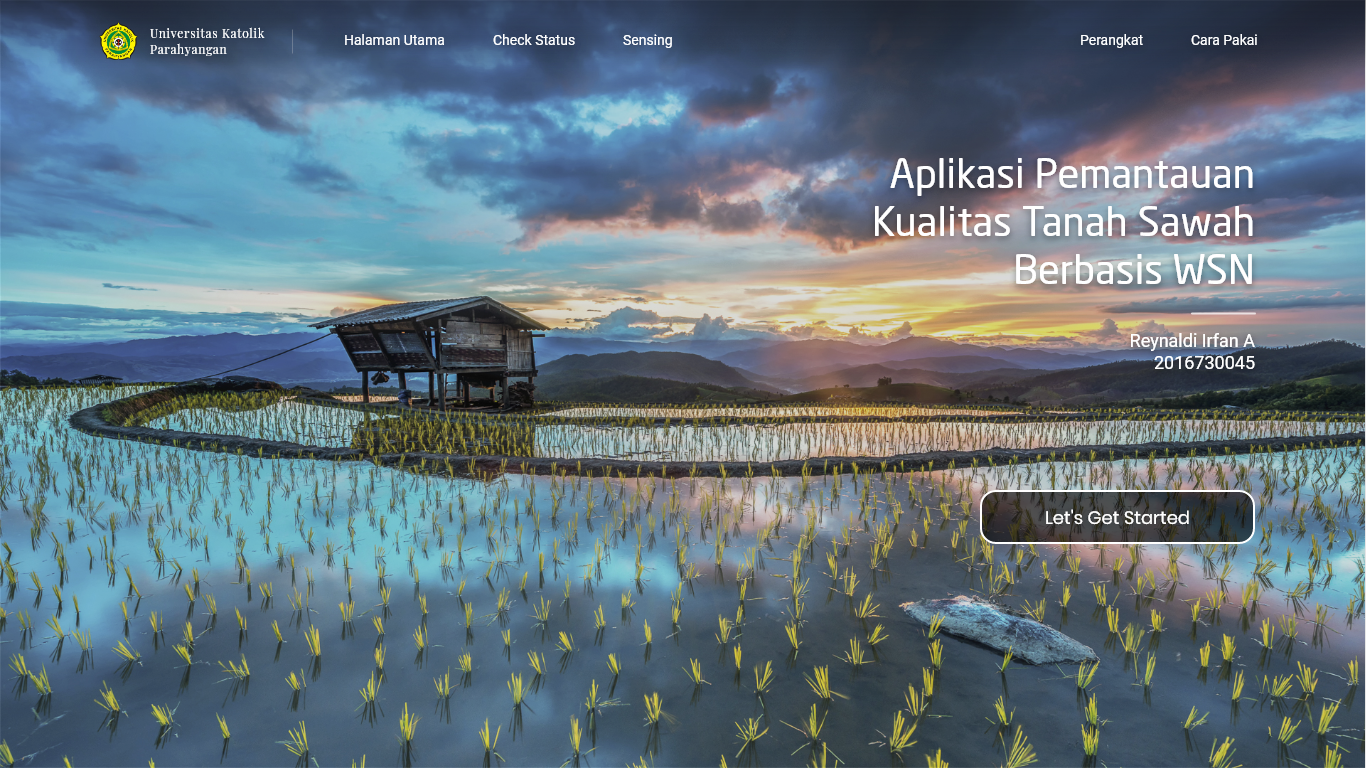 Universitas Katolik
Parahyangan
Halaman Utama
Check Status
Sensing
Perangkat
Cara Pakai
Aplikasi Pemantauan
Kualitas Tanah Sawah
Berbasis WSN
Reynaldi Irfan A
2016730045
Let's Get Started